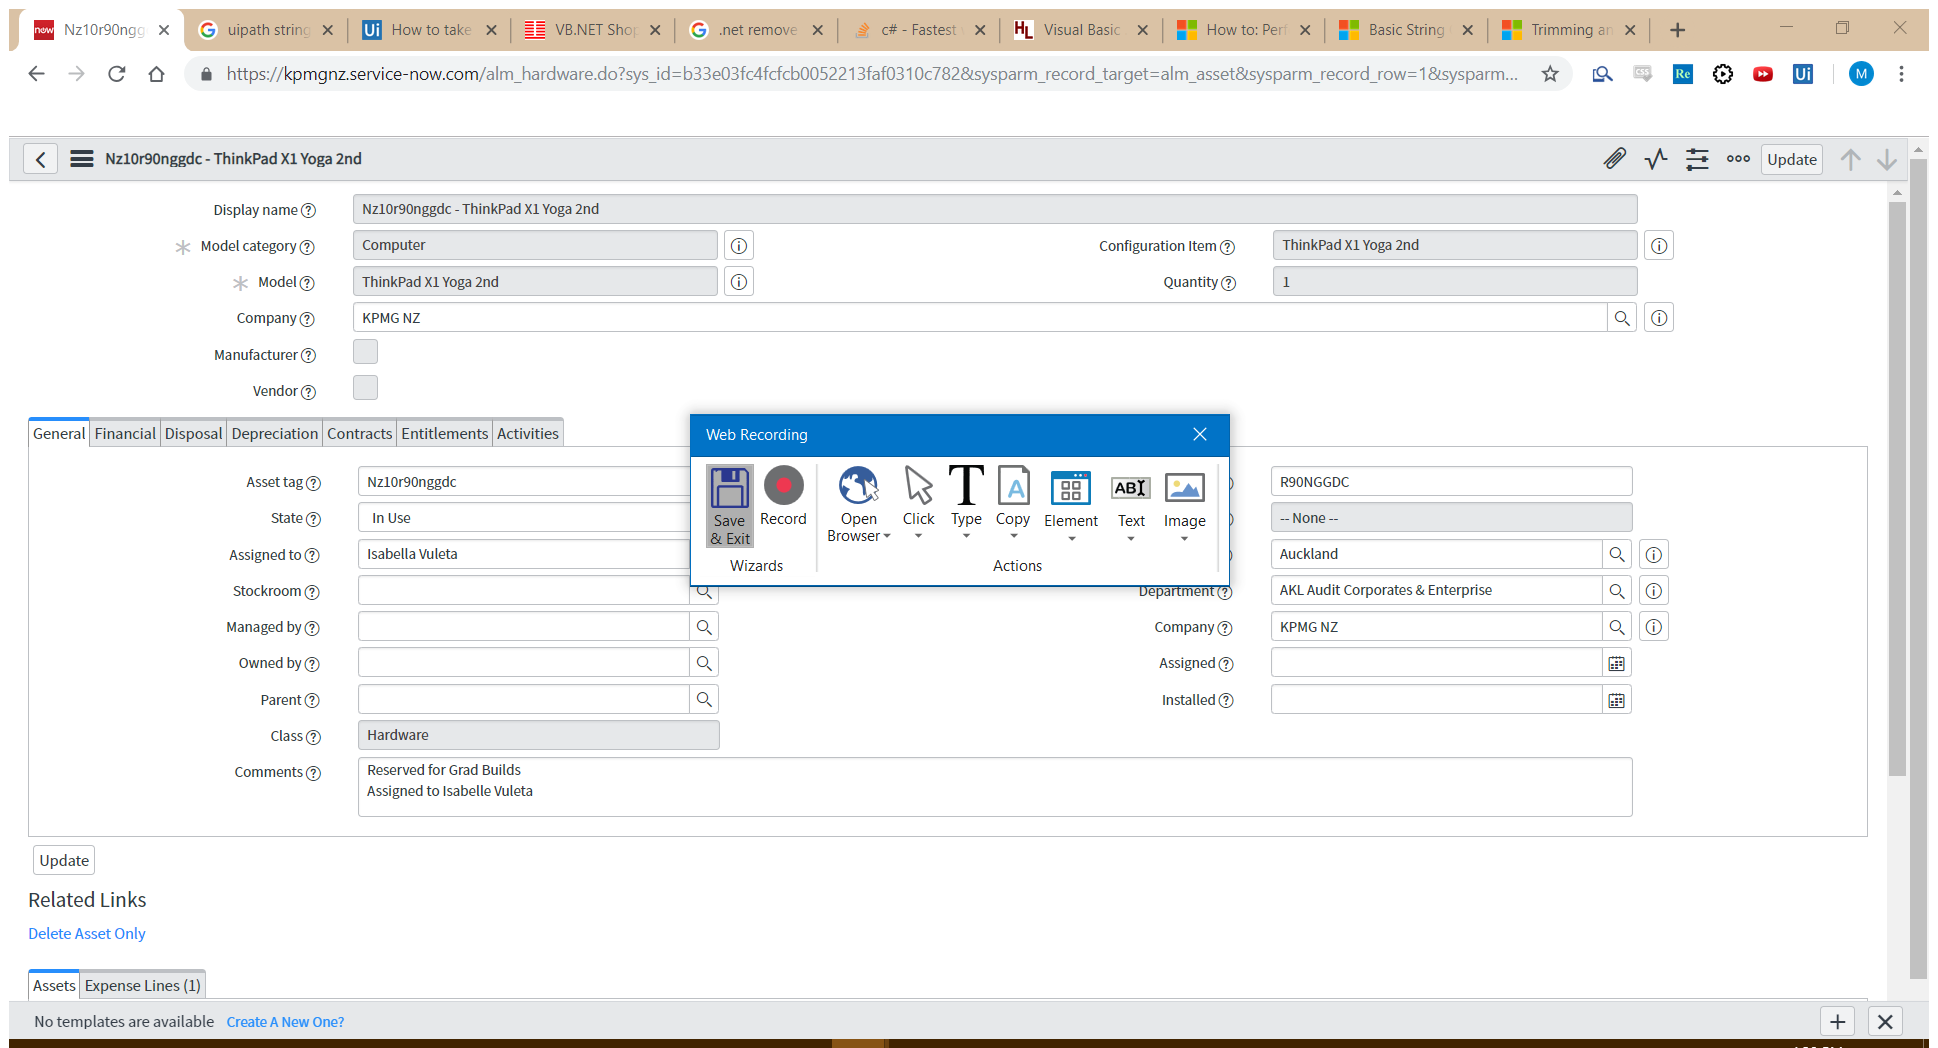 now Nz10r90ngg
uipath string
Ui How to take
VB.NET Shop
.net remove
c# - Fastest
HL Visual Basic
How to: Perf
Basic String
Trimming an
https://kpmgnz.service-now.com/alm_hardware.do?sys_id=b33e03fc4fcfcb0052213faf0310c782&sysparm_record_target=alm_asset&sysparm_record_row=1&sysparm...
CSS Re Ui M
Nz10r90nggdc - ThinkPad X1 Yoga 2nd
Update
Display name Nz10r90nggdc - ThinkPad X1 Yoga 2nd
Model category Computer
Configuration Item ThinkPad X1 Yoga 2nd
Model ThinkPad X1 Yoga 2nd
Quantity 1
Company KPMG NZ
Manufacturer
Vendor
General Financial Disposal Depreciation Contracts Entitlements Activities
Web Recording
Save & Exit
Record
Open Browser
Click
Type
Copy
Element
ABI Text
Image
Wizards
Actions
Asset tag Nz10r90nggdc
R90NGGDC
State In Use
-- None --
Assigned to Isabella Vuleta
Auckland
Stockroom
Department AKL Audit Corporates & Enterprise
Managed by
Company KPMG NZ
Owned by
Assigned
Parent
Installed
Class Hardware
Comments Reserved for Grad Builds
Assigned to Isabelle Vuleta
Update
Related Links
Delete Asset Only
Assets Expense Lines (1)
No templates are available Create A New One?